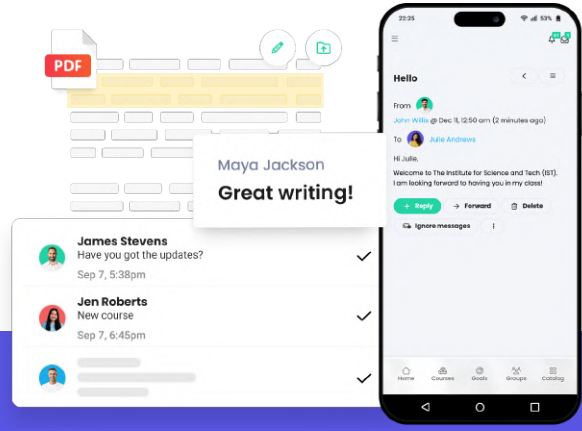 PDF
Maya Jackson
Great writing!
James Stevens
Have you got the updates?
Sep 7, 5:38pm
Jen Roberts
New course
Sep 7, 6:45pm
22:25
53%
Hello
From
John Willis @ Dec 11, 12:50 am (2 minutes ago)
To Julie Andrews
Hi Julie,
Welcome to The Institute for Science and Tech (IST).
I am looking forward to having you in my class!
+ Reply → Forward Delete
Ignore messages
Home Courses Goals Groups Catalog